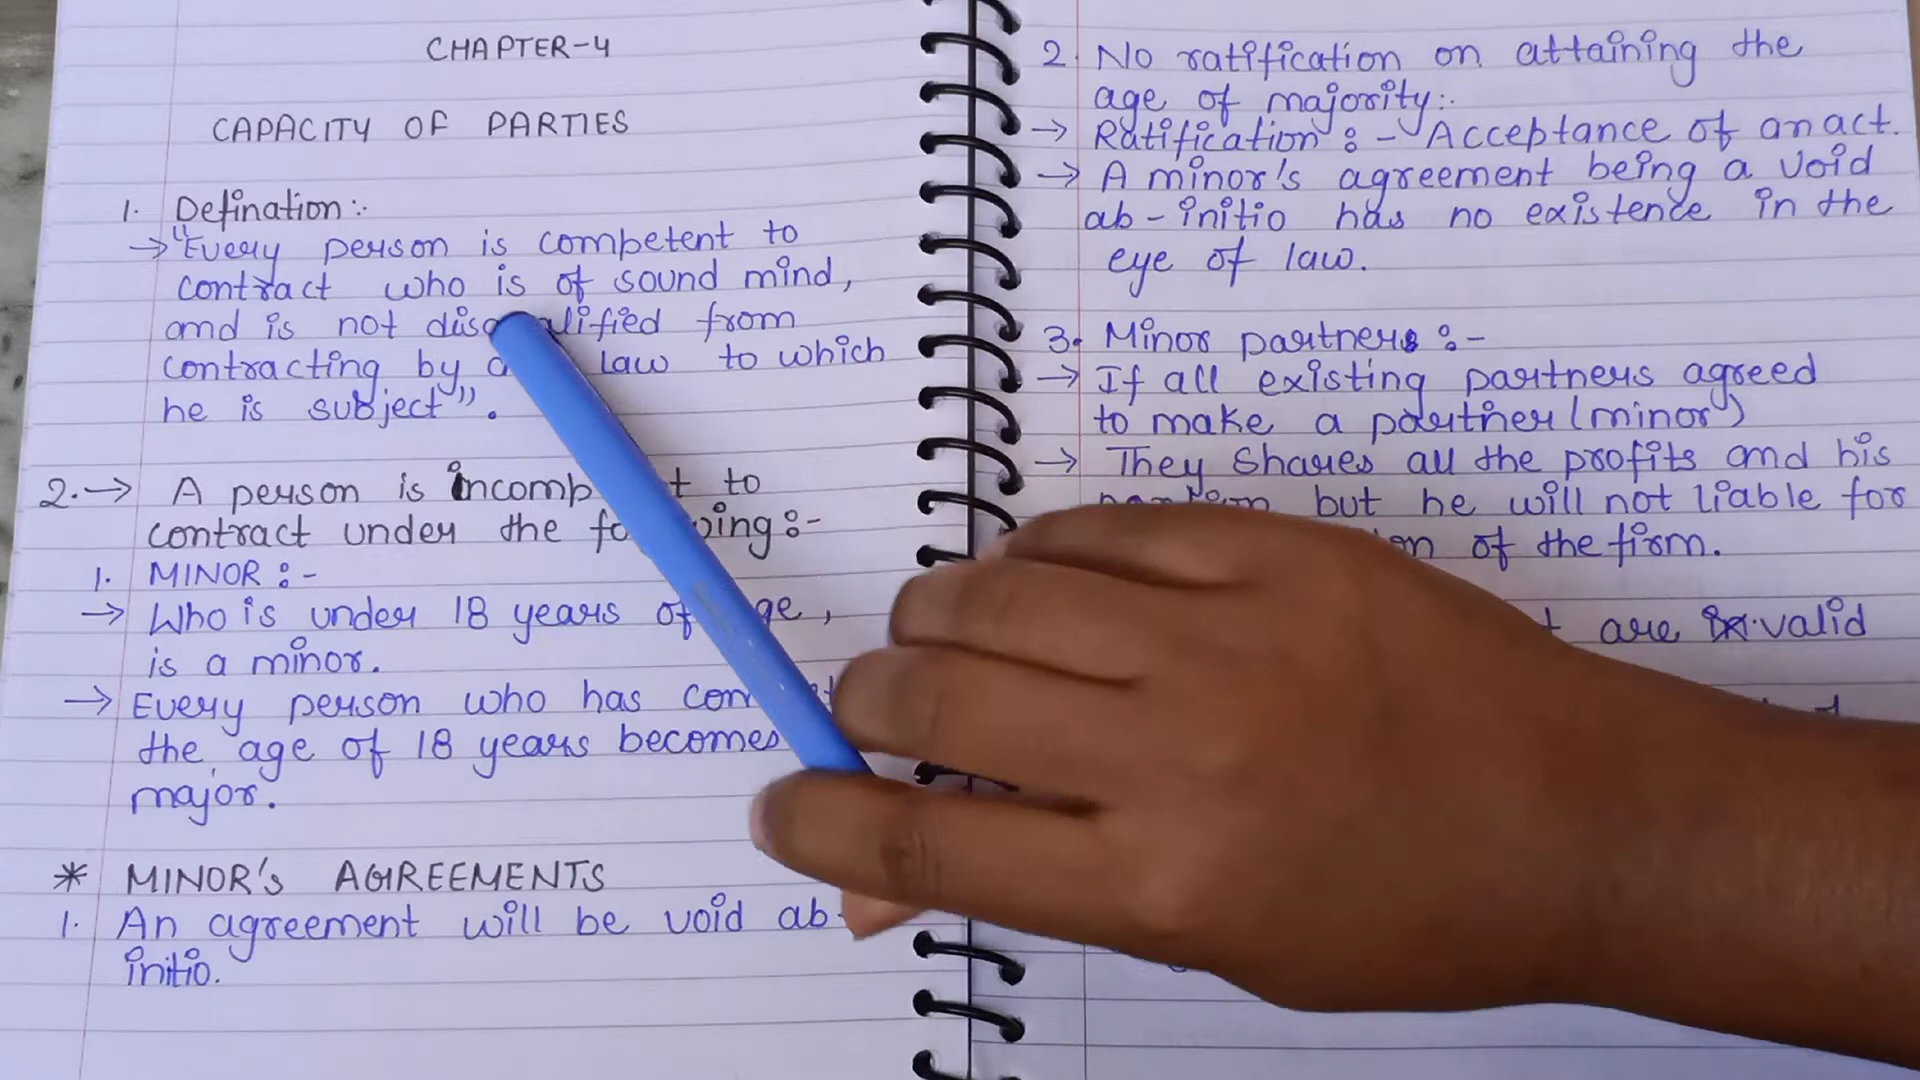 CHAPTER-4
CAPACITY OF PARTIES
1. Defination:-
→ "Every person is competent to
contract who is of sound mind,
and is not disqualified from
contracting by law to which
he is subject".
2. → A person is to
contract under the
1. MINOR :-
→ Who is under 18 years of age,
is a minor.
→ Every person who has
the age of 18 years becomes
major.
* MINOR'S AGREEMENTS
1. An agreement will be void ab-
initio.
2. No ratification on attaining the
age of majority:-
→ Ratification :- Acceptance of an act.
→ A minor's agreement being a void
ab-initio has no existence in the
eye of law.
3. Minor partners :-
→ If all existing partners agreed
to make a partner (minor)
→ They Shares all the profits and his
but he will not liable for
of the firm.
are valid